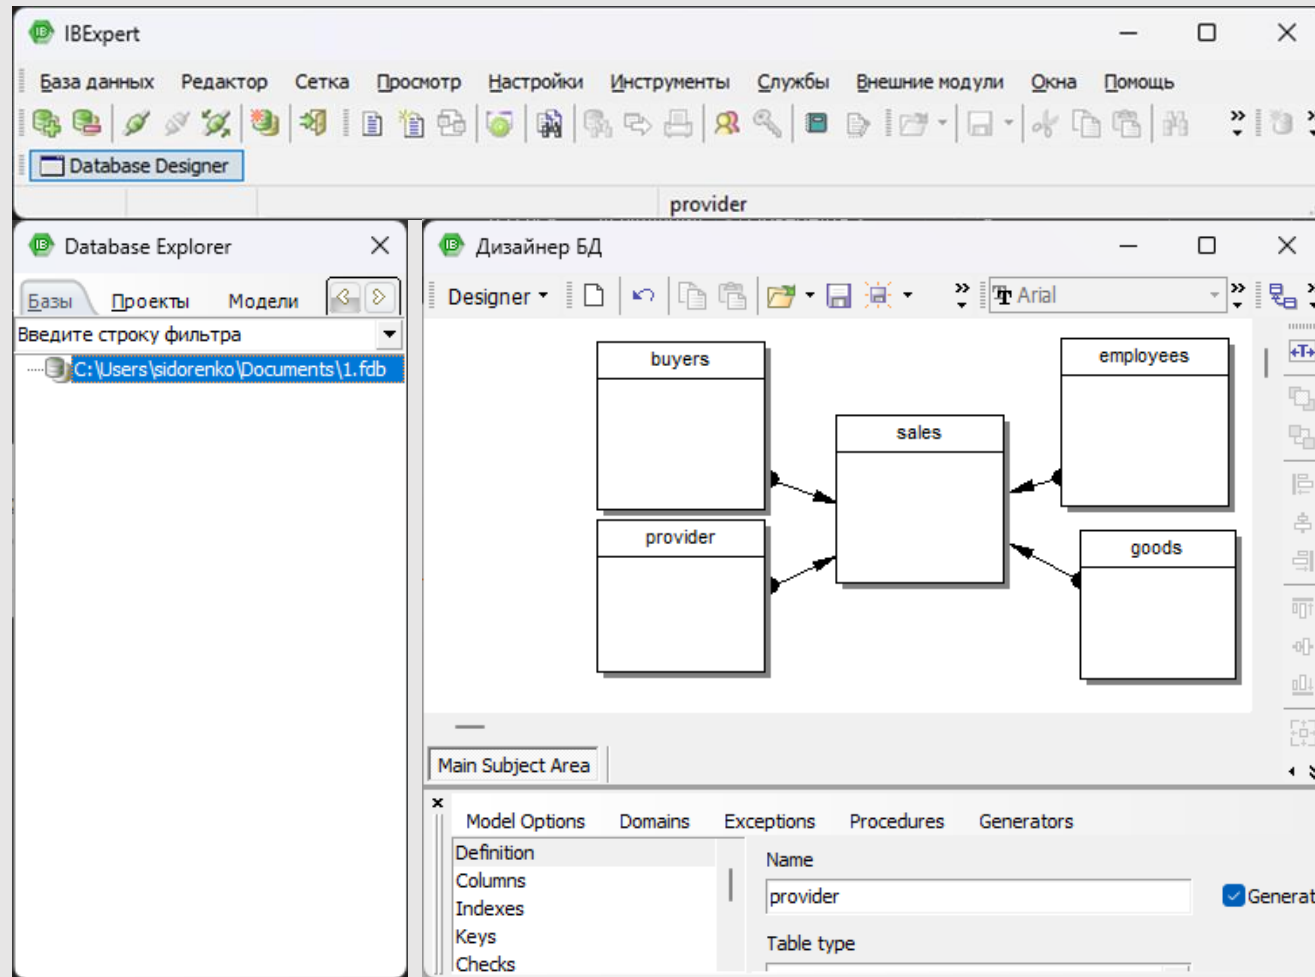 IBExpert
База данных Редактор Сетка Просмотр Настройки Инструменты Службы Внешние модули Окна Помощь
Database Designer
provider
Database Explorer
Базы Проекты Модели
Введите строку фильтра
C:\Users\sidorenko\Documents\1.fdb
Дизайнер БД
Designer Arial
buyers
employees
sales
provider
goods
Main Subject Area
Model Options Domains Exceptions Procedures Generators
Definition
Columns
Indexes
Keys
Checks
Name
provider
Generat
Table type